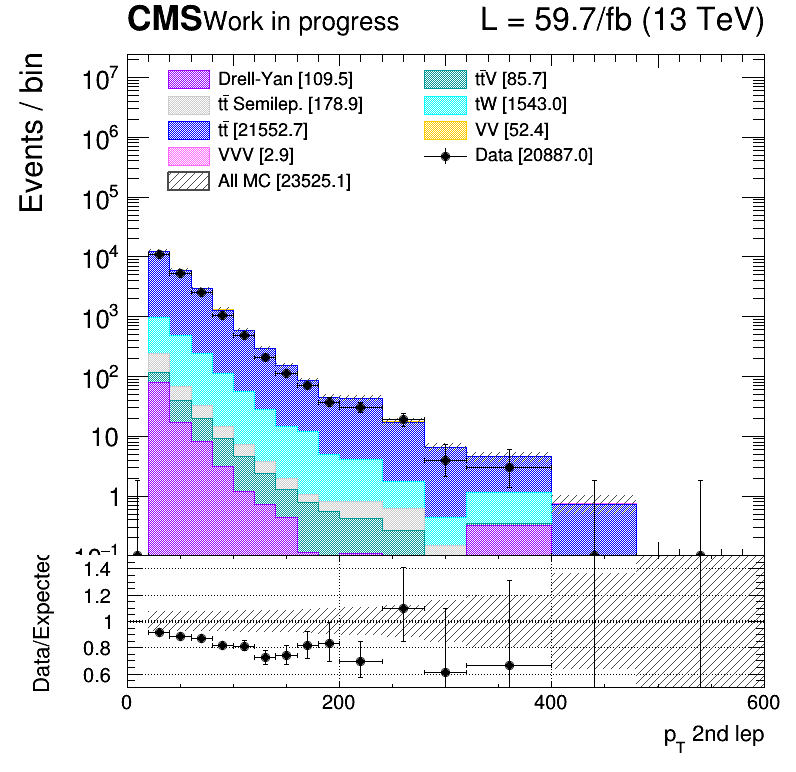 CMS Work in progress L = 59.7/fb (13 TeV)
Events / bin
10⁷
10⁶
10⁵
10⁴
10³
10²
10
1
10⁻¹
Drell-Yan [109.5]
tt̄ Semilep. [178.9]
tt̄ [21552.7]
VVV [2.9]
All MC [23525.1]
tt̄V [85.7]
tW [1543.0]
VV [52.4]
Data [20887.0]
Data/Expected
1.4
1.2
1
0.8
0.6
0 200 400 600
p_T 2nd lep